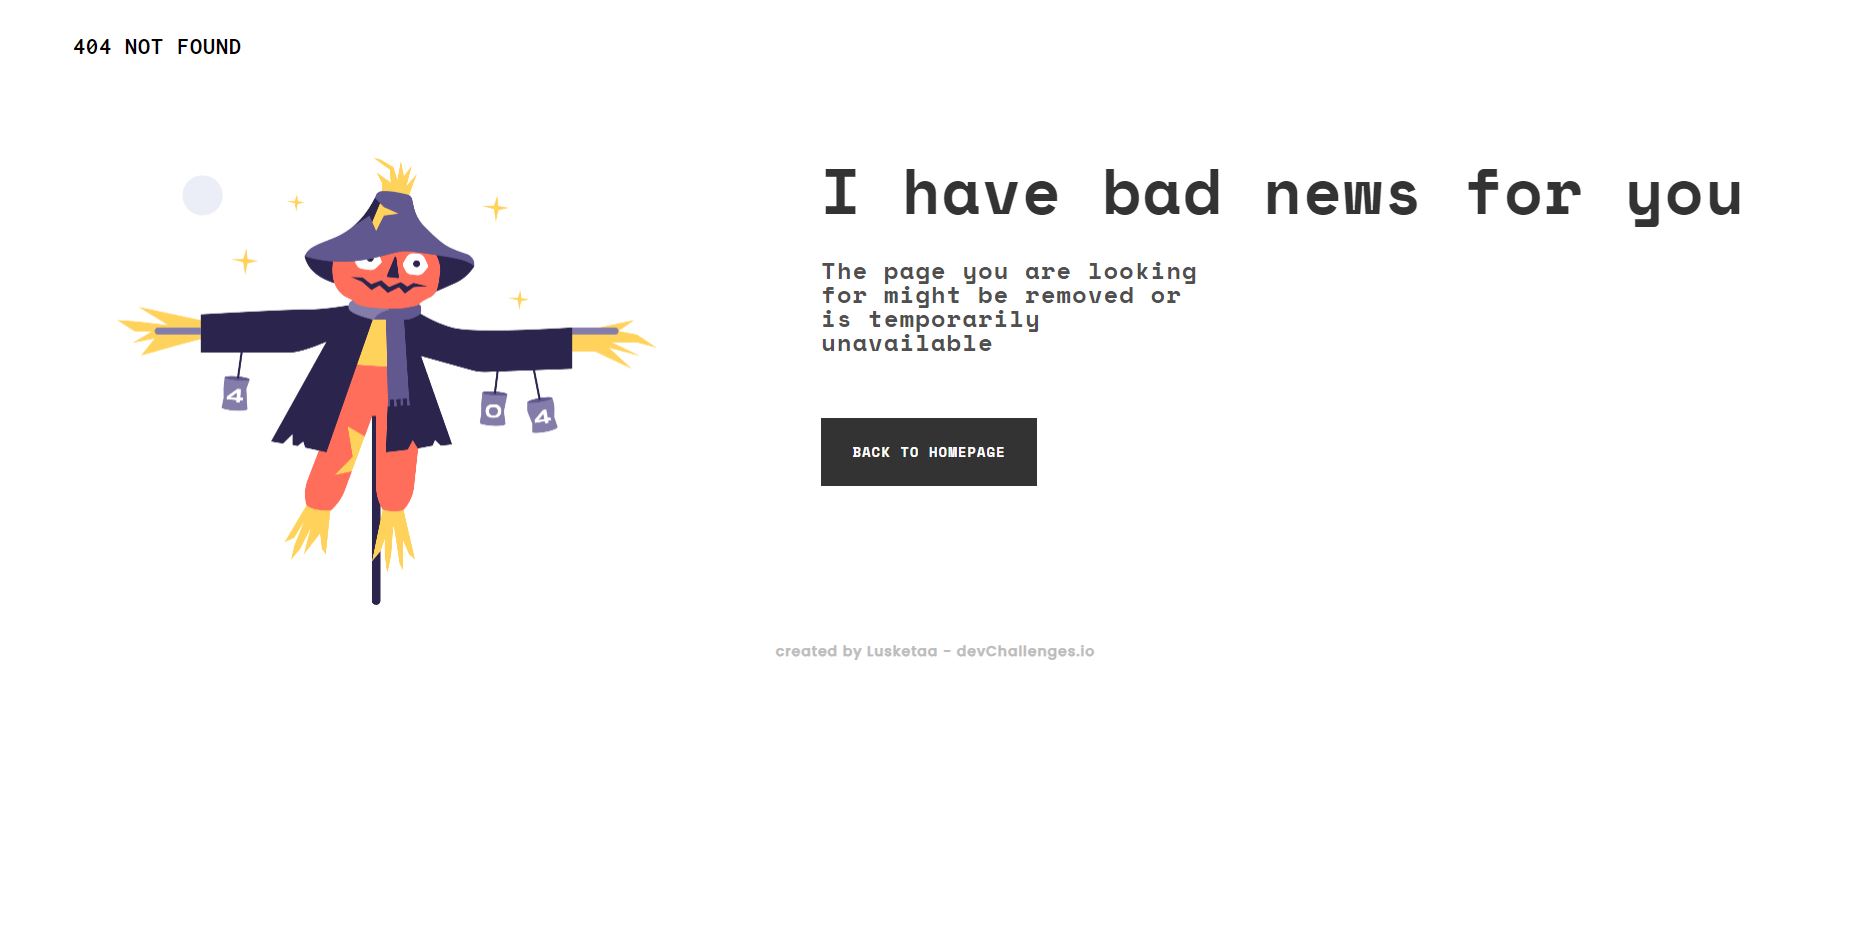 404 NOT FOUND
I have bad news for you
The page you are looking
for might be removed or
is temporarily
unavailable
4
0
4
BACK TO HOMEPAGE
created by Lusketaa - devChallenges.io